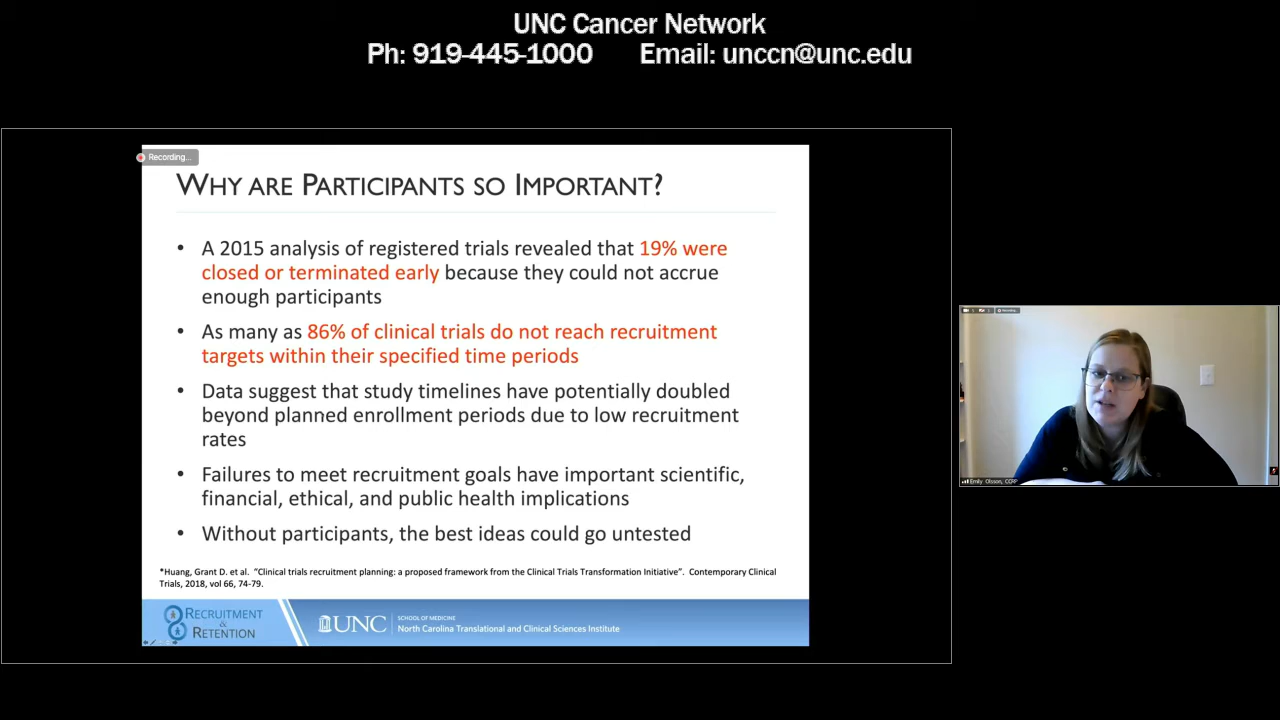 UNC Cancer Network
Ph: 919-445-1000 Email: unccn@unc.edu
Recording...
WHY ARE PARTICIPANTS SO IMPORTANT?
• A 2015 analysis of registered trials revealed that 19% were
closed or terminated early because they could not accrue
enough participants
• As many as 86% of clinical trials do not reach recruitment
targets within their specified time periods
• Data suggest that study timelines have potentially doubled
beyond planned enrollment periods due to low recruitment
rates
• Failures to meet recruitment goals have important scientific,
financial, ethical, and public health implications
• Without participants, the best ideas could go untested
*Huang, Grant D. et al. "Clinical trials recruitment planning: a proposed framework from the Clinical Trials Transformation Initiative". Contemporary Clinical
Trials, 2018, vol 66, 74-79.
RECRUITMENT
&
RETENTION
UNC
SCHOOL OF MEDICINE
North Carolina Translational and Clinical Sciences Institute
Recording...
Emily Olsson, CCRP